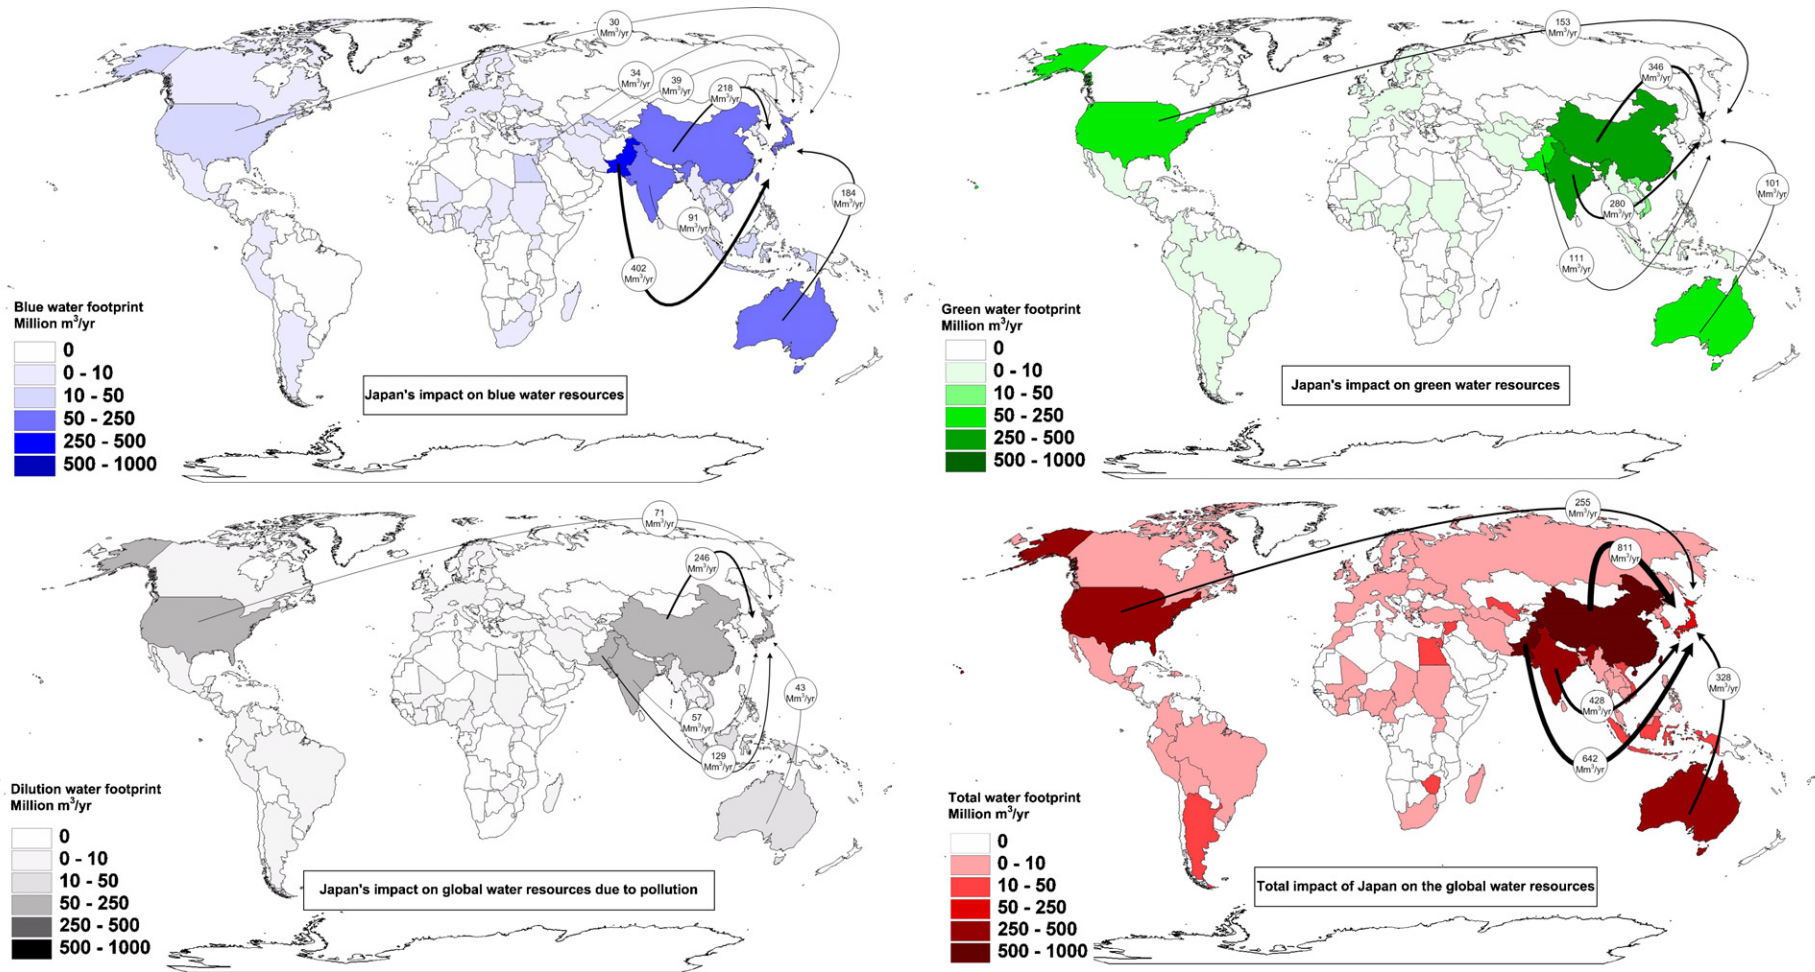 30
Mm³/yr
34
Mm³/yr
39
Mm³/yr
218
Mm³/yr
184
Mm³/yr
91
Mm³/yr
402
Mm³/yr
Blue water footprint
Million m³/yr
0
0 - 10
10 - 50
50 - 250
250 - 500
500 - 1000
Japan's impact on blue water resources
153
Mm³/yr
346
Mm³/yr
101
Mm³/yr
280
Mm³/yr
111
Mm³/yr
Green water footprint
Million m³/yr
0
0 - 10
10 - 50
50 - 250
250 - 500
500 - 1000
Japan's impact on green water resources
71
Mm³/yr
246
Mm³/yr
43
Mm³/yr
57
Mm³/yr
129
Mm³/yr
Dilution water footprint
Million m³/yr
0
0 - 10
10 - 50
50 - 250
250 - 500
500 - 1000
Japan's impact on global water resources due to pollution
255
Mm³/yr
811
Mm³/yr
328
Mm³/yr
428
Mm³/yr
642
Mm³/yr
Total water footprint
Million m³/yr
0
0 - 10
10 - 50
50 - 250
250 - 500
500 - 1000
Total impact of Japan on the global water resources